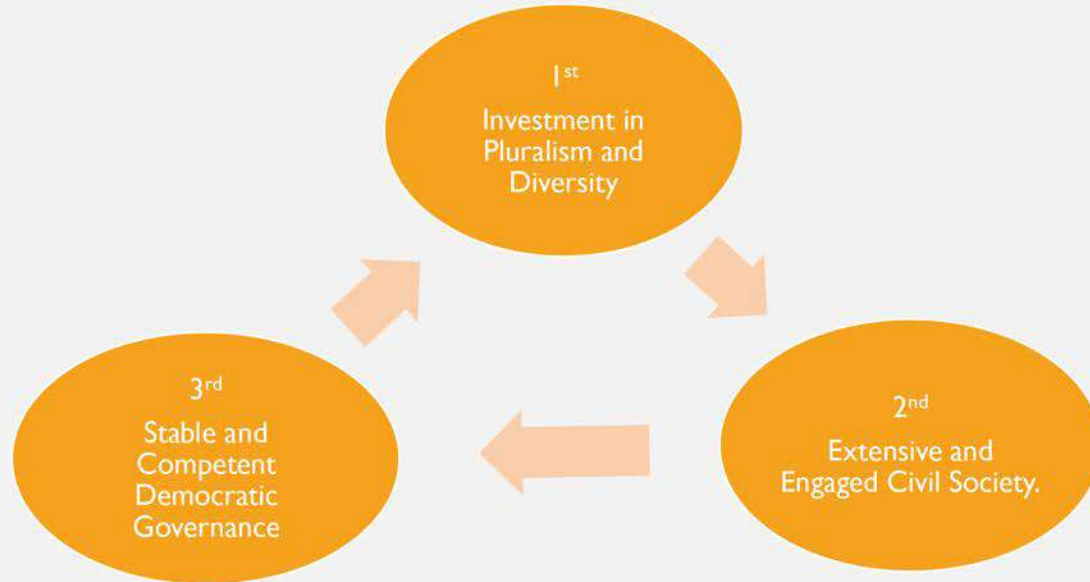 1st
Investment in
Pluralism and
Diversity
2nd
Extensive and
Engaged Civil Society.
3rd
Stable and
Competent
Democratic
Governance